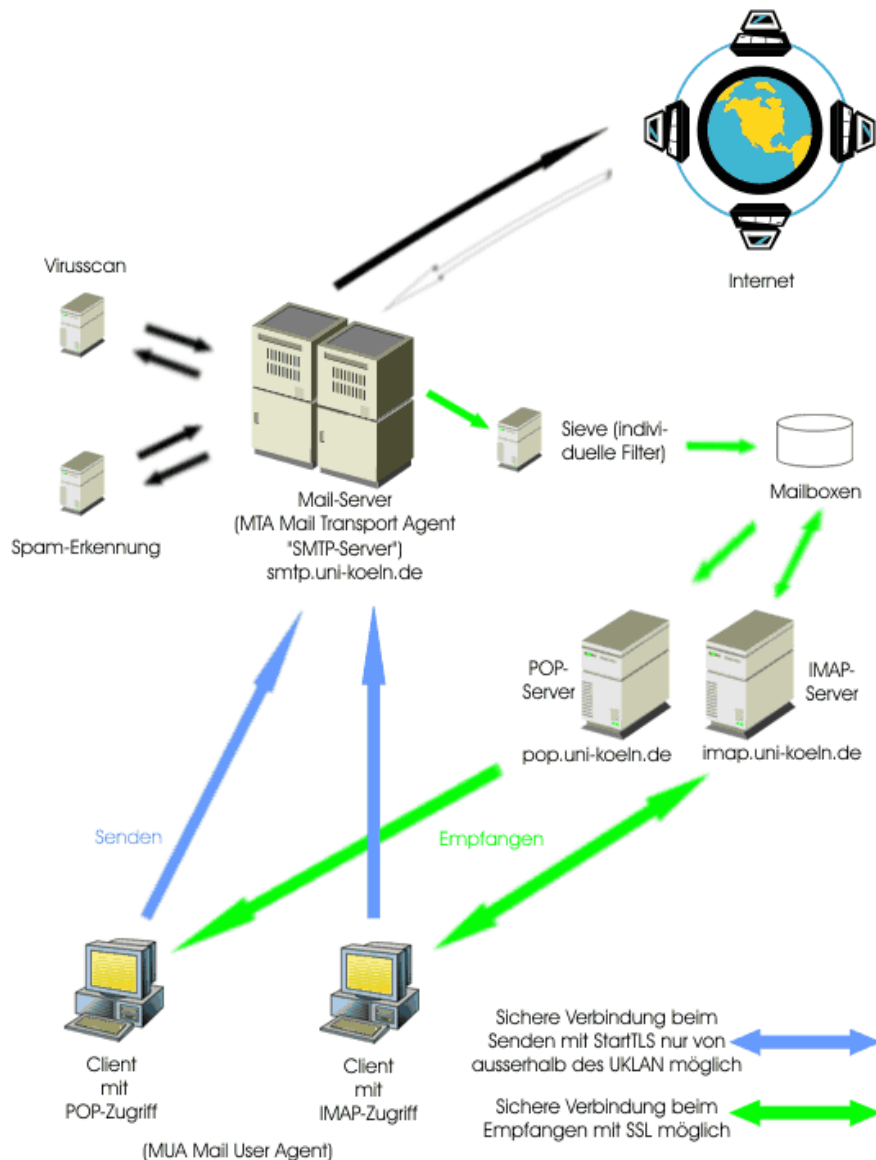 Internet
Virusscan
Spam-Erkennung
Mail-Server
(MTA Mail Transport Agent
"SMTP-Server")
smtp.uni-koeln.de
Sieve (indivi-
duelle Filter)
Mailboxen
POP-
Server
pop.uni-koeln.de
IMAP-
Server
imap.uni-koeln.de
Senden
Empfangen
Client
mit
POP-Zugriff
Client
mit
IMAP-Zugriff
(MUA Mail User Agent)
Sichere Verbindung beim
Senden mit StartTLS nur von
ausserhalb des UKLAN möglich
Sichere Verbindung beim
Empfangen mit SSL möglich